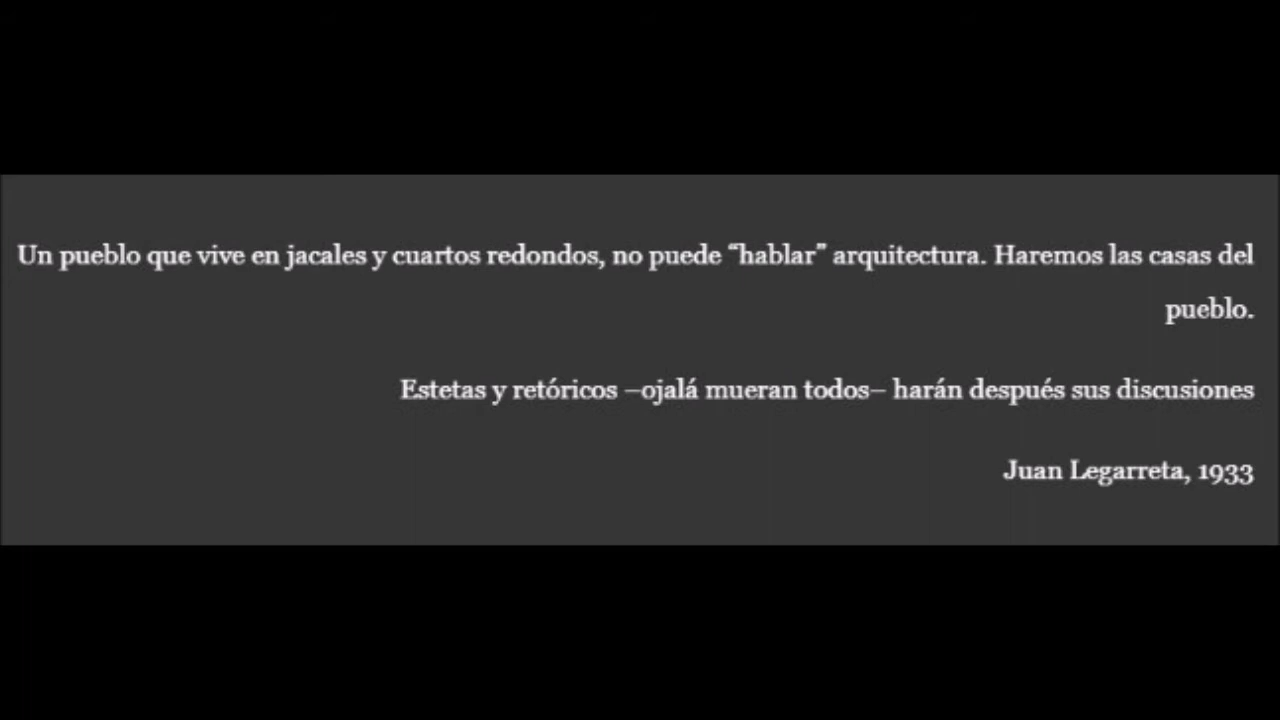 Un pueblo que vive en jacales y cuartos redondos, no puede “hablar” arquitectura. Haremos las casas del
pueblo.
Estetas y retóricos –ojalá mueran todos– harán después sus discusiones
Juan Legarreta, 1933